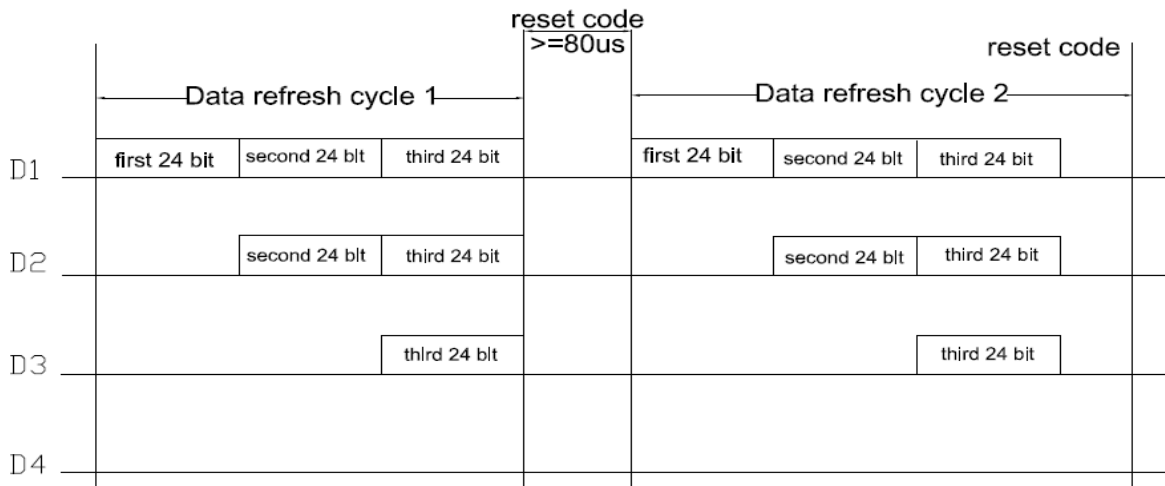 reset code
>=80us
reset code
Data refresh cycle 1
Data refresh cycle 2
D1 first 24 bit second 24 blt third 24 bit first 24 bit second 24 blt third 24 bit
D2 second 24 blt third 24 bit second 24 blt third 24 bit
D3 thlrd 24 blt third 24 bit
D4